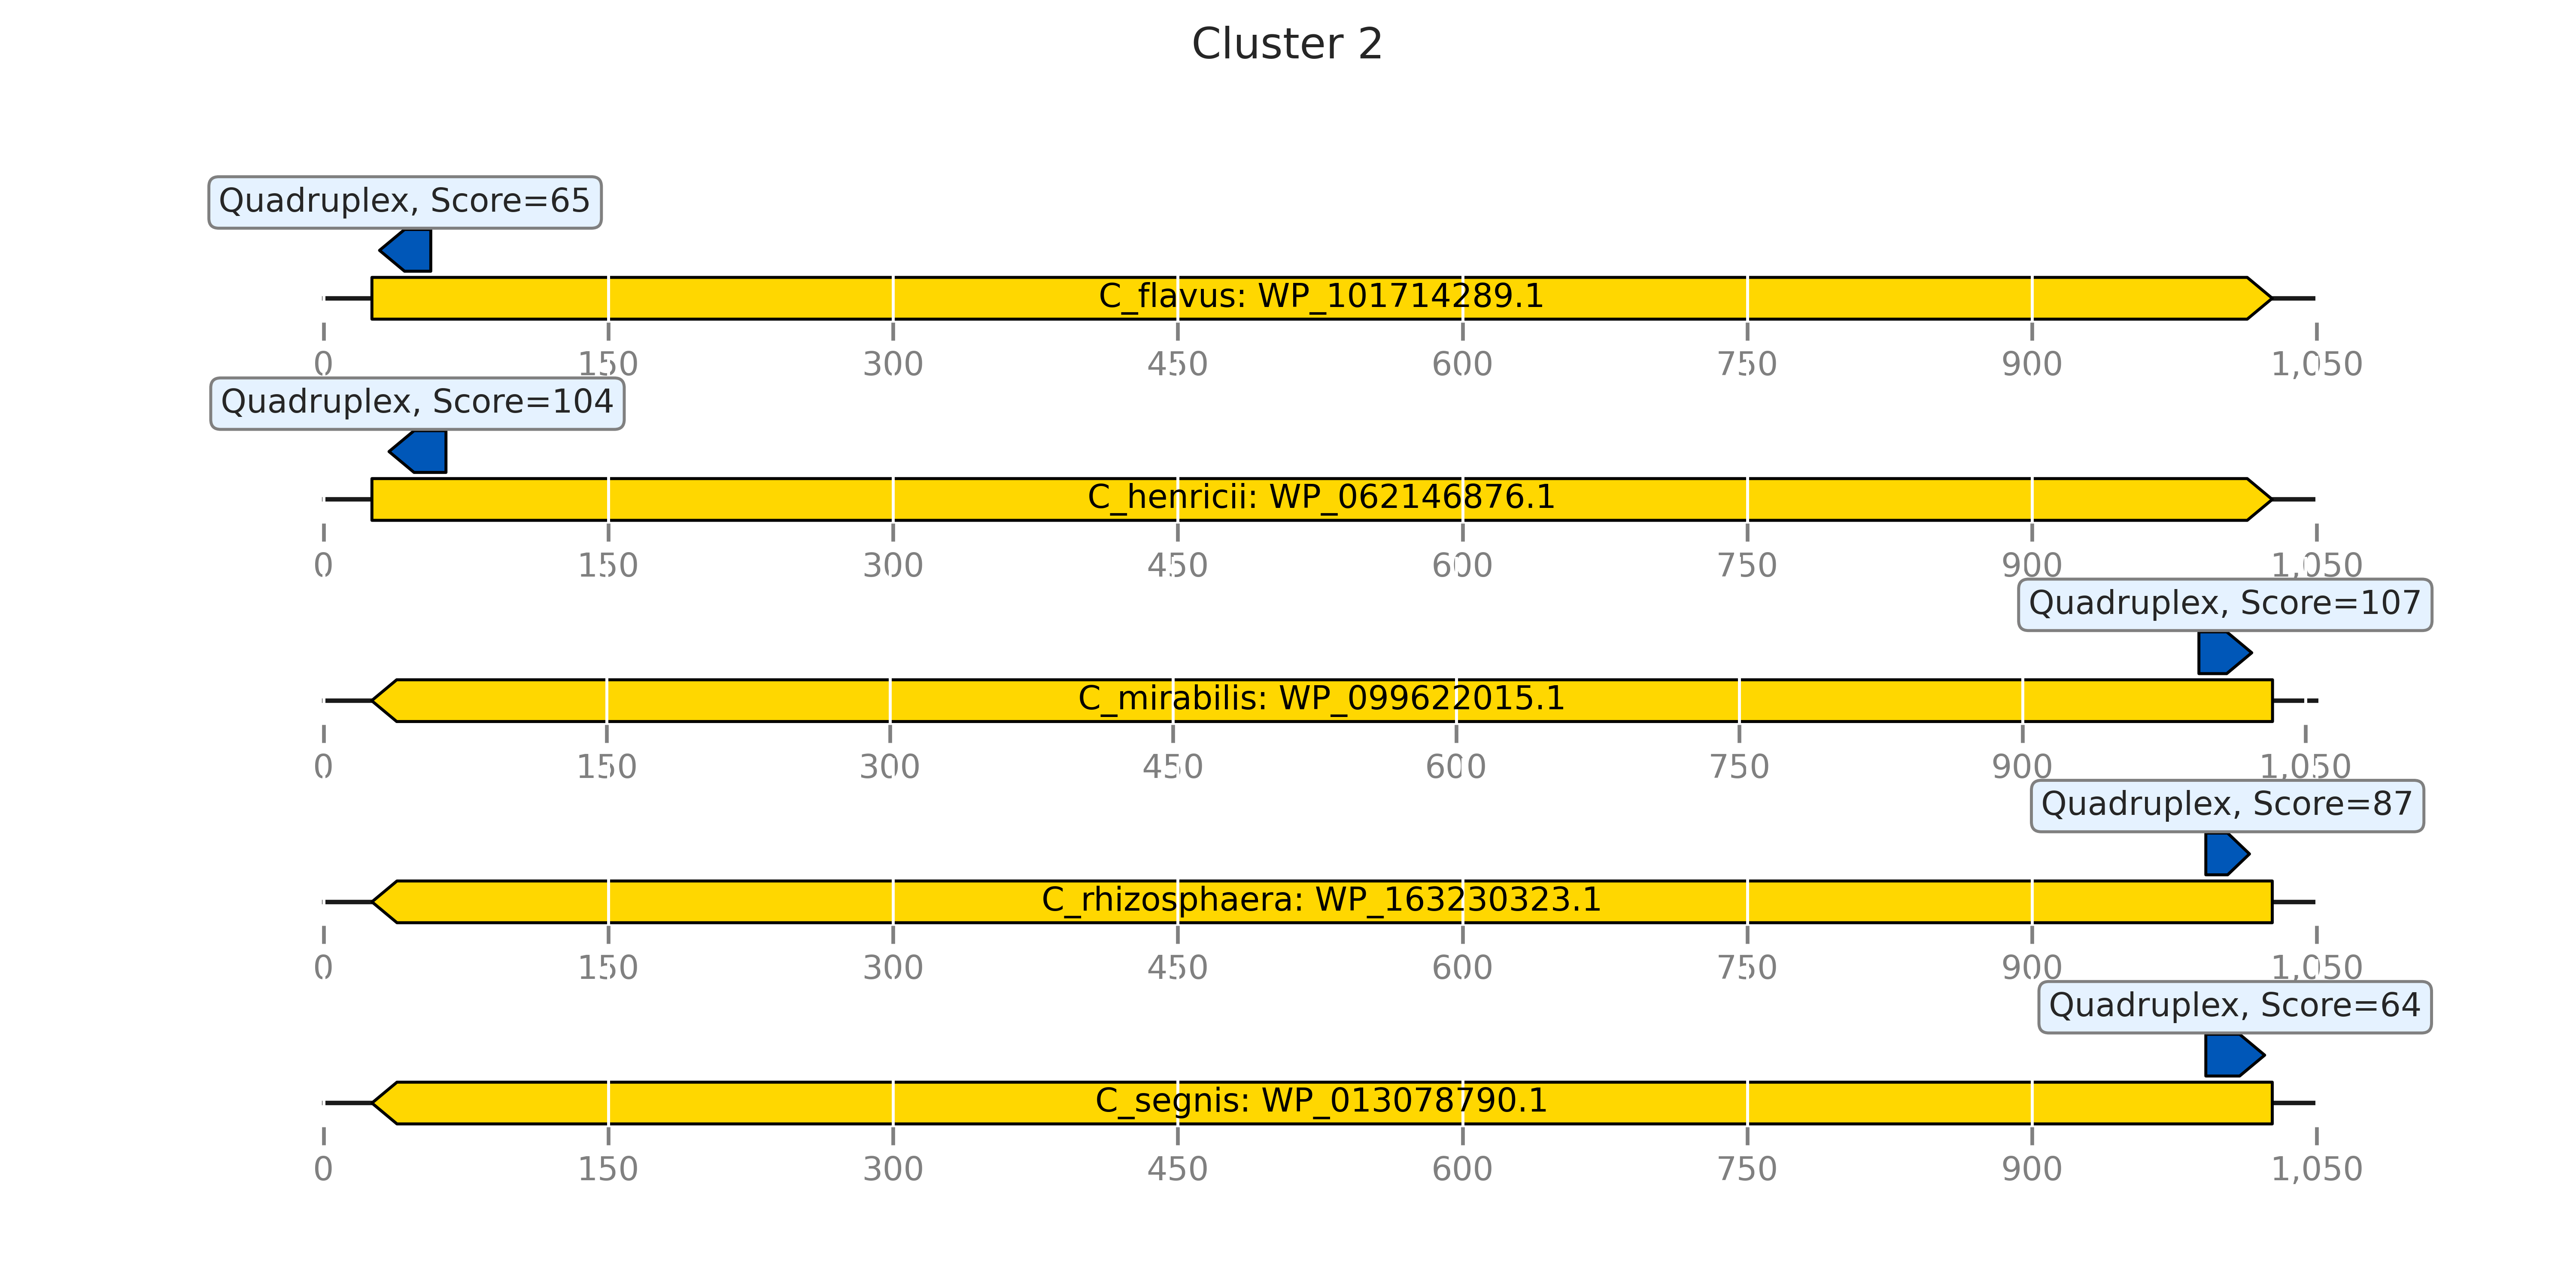 Cluster 2
Quadruplex, Score=65
C_flavus: WP_101714289.1
0 150 300 450 600 750 900 1,050
Quadruplex, Score=104
C_henricii: WP_062146876.1
0 150 300 450 600 750 900 1,050
Quadruplex, Score=107
C_mirabilis: WP_099622015.1
0 150 300 450 600 750 900 1,050
Quadruplex, Score=87
C_rhizosphaera: WP_163230323.1
0 150 300 450 600 750 900 1,050
Quadruplex, Score=64
C_segnis: WP_013078790.1
0 150 300 450 600 750 900 1,050